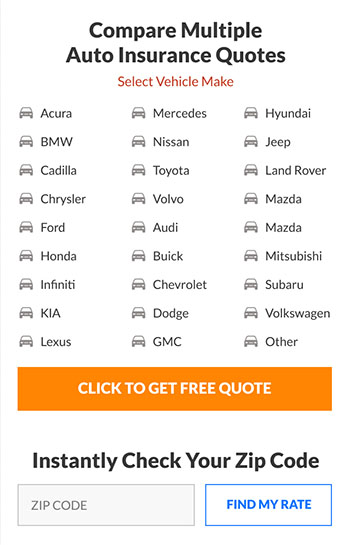 Compare Multiple
Auto Insurance Quotes
Select Vehicle Make
Acura Mercedes Hyundai
BMW Nissan Jeep
Cadilla Toyota Land Rover
Chrysler Volvo Mazda
Ford Audi Mazda
Honda Buick Mitsubishi
Infiniti Chevrolet Subaru
KIA Dodge Volkswagen
Lexus GMC Other
CLICK TO GET FREE QUOTE
Instantly Check Your Zip Code
ZIP CODE FIND MY RATE